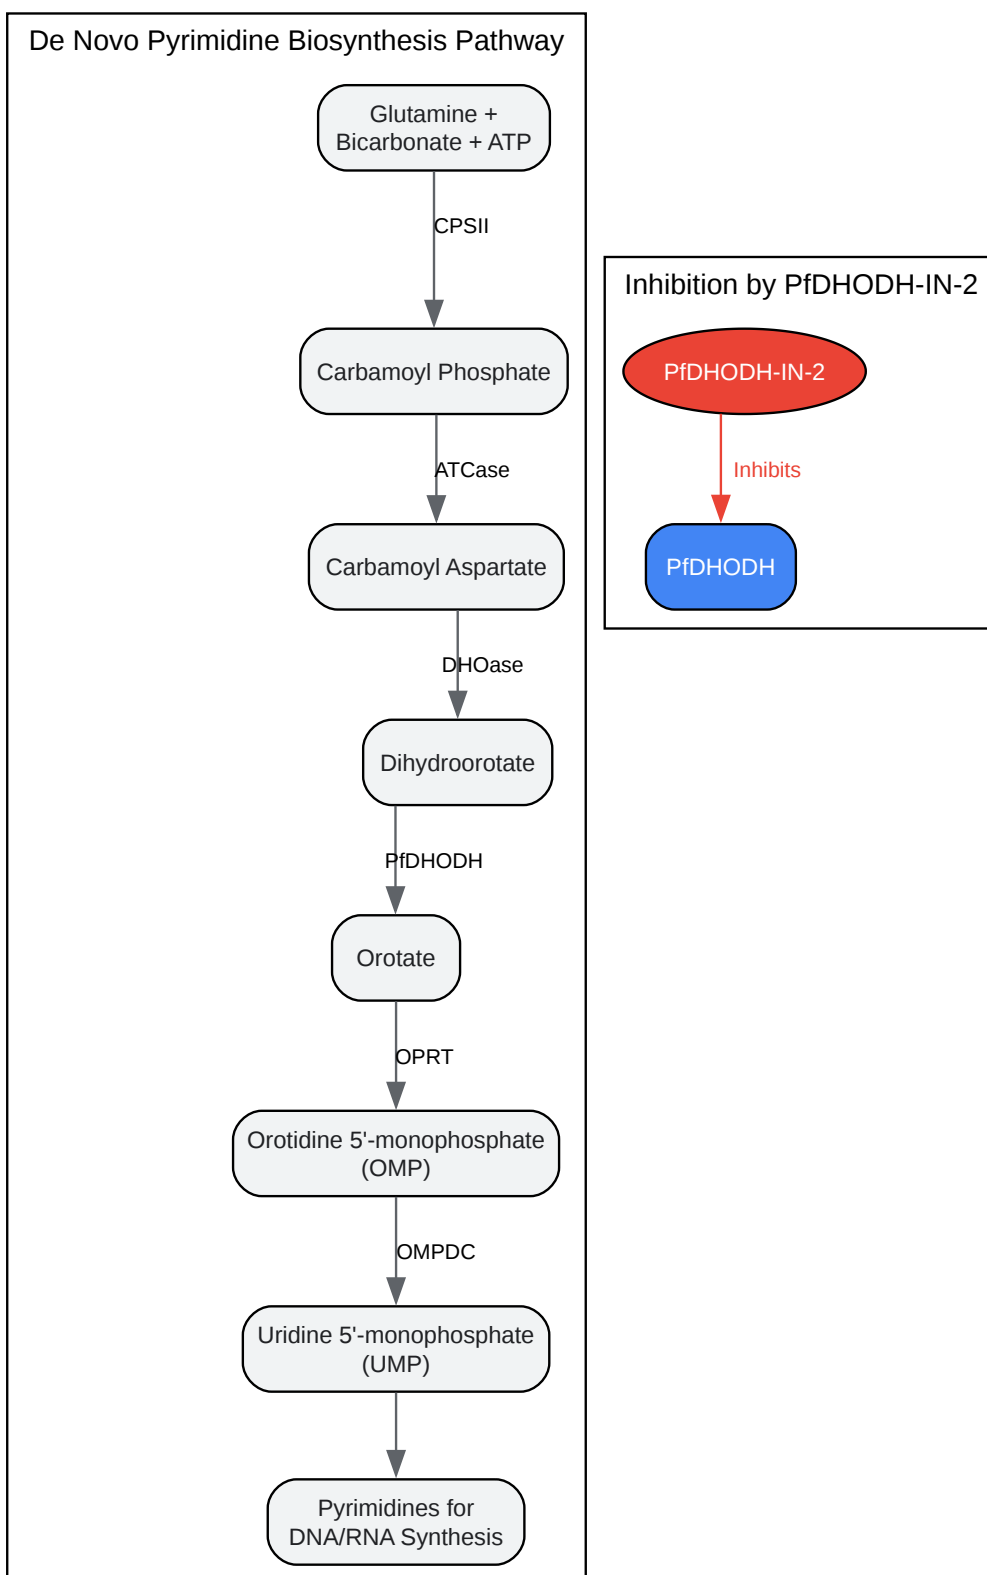 De Novo Pyrimidine Biosynthesis Pathway
Glutamine +
Bicarbonate + ATP
CPSII
Carbamoyl Phosphate
ATCase
Carbamoyl Aspartate
DHOase
Dihydroorotate
PfDHODH
Orotate
OPRT
Orotidine 5'-monophosphate
(OMP)
OMPDC
Uridine 5'-monophosphate
(UMP)
Pyrimidines for
DNA/RNA Synthesis
Inhibition by PfDHODH-IN-2
PfDHODH-IN-2
Inhibits
PfDHODH